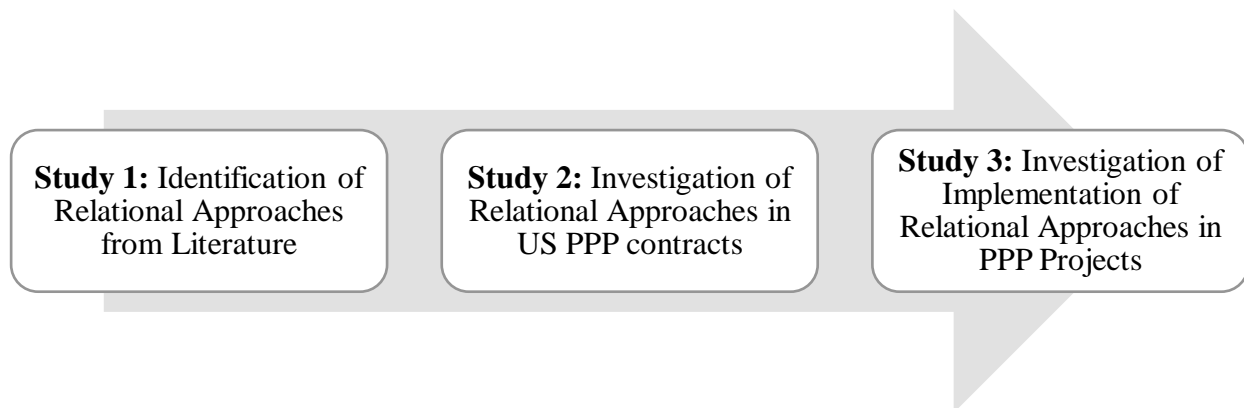 Study 1: Identification of
Relational Approaches
from Literature
Study 2: Investigation of
Relational Approaches in
US PPP contracts
Study 3: Investigation of
Implementation of
Relational Approaches in
PPP Projects